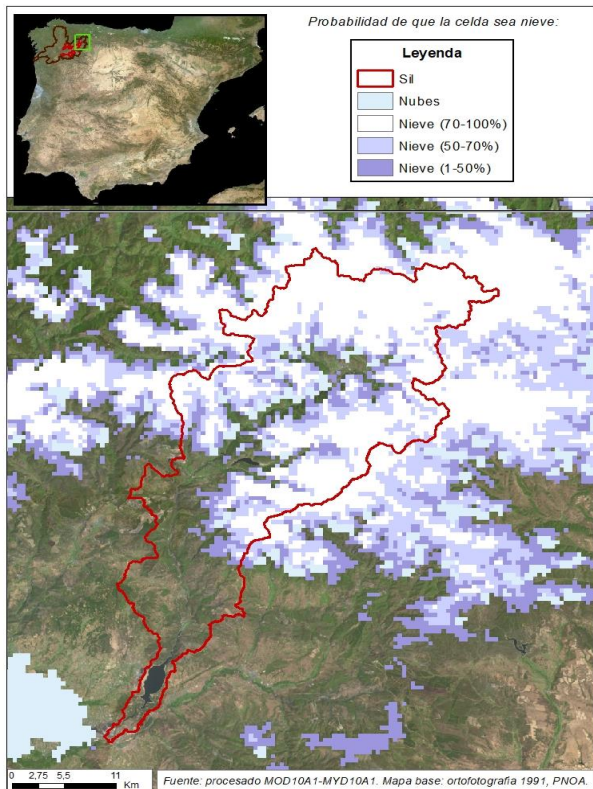 Probabilidad de que la celda sea nieve:
Leyenda
Sil
Nubes
Nieve (70-100%)
Nieve (50-70%)
Nieve (1-50%)
0 2,75 5,5 11
Km
Fuente: procesado MOD10A1-MYD10A1. Mapa base: ortofotografia 1991, PNOA.